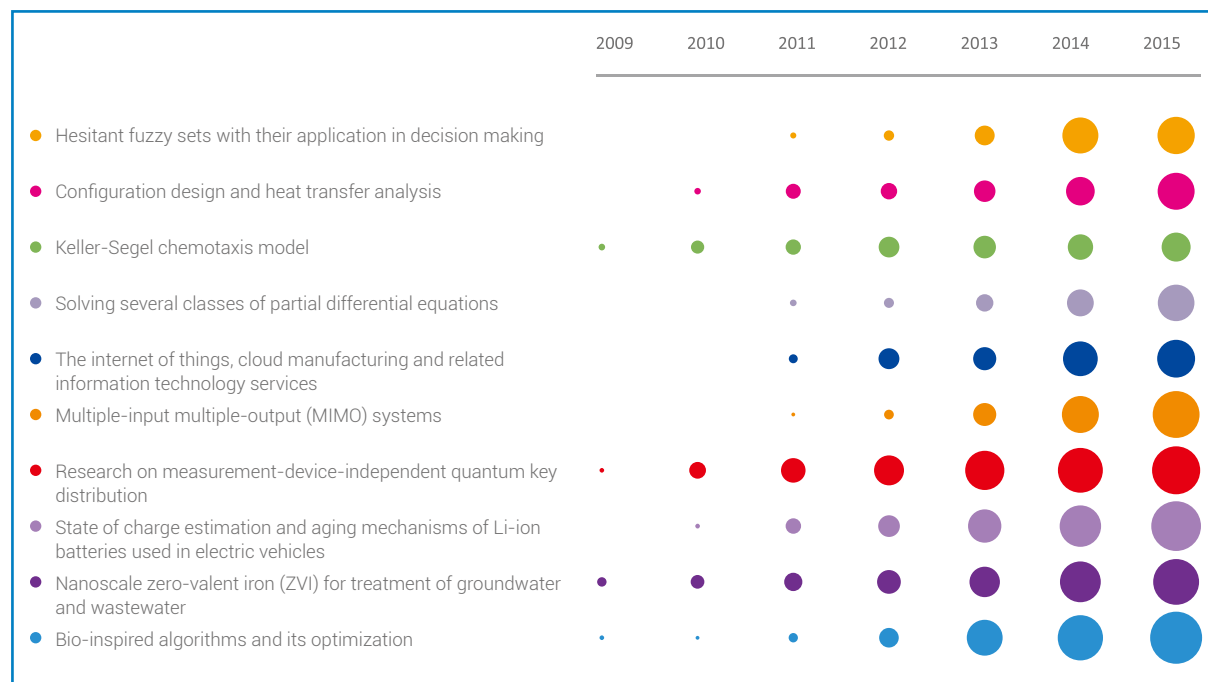 2009 2010 2011 2012 2013 2014 2015
Hesitant fuzzy sets with their application in decision making
Configuration design and heat transfer analysis
Keller-Segel chemotaxis model
Solving several classes of partial differential equations
The internet of things, cloud manufacturing and related
information technology services
Multiple-input multiple-output (MIMO) systems
Research on measurement-device-independent quantum key
distribution
State of charge estimation and aging mechanisms of Li-ion
batteries used in electric vehicles
Nanoscale zero-valent iron (ZVI) for treatment of groundwater
and wastewater
Bio-inspired algorithms and its optimization